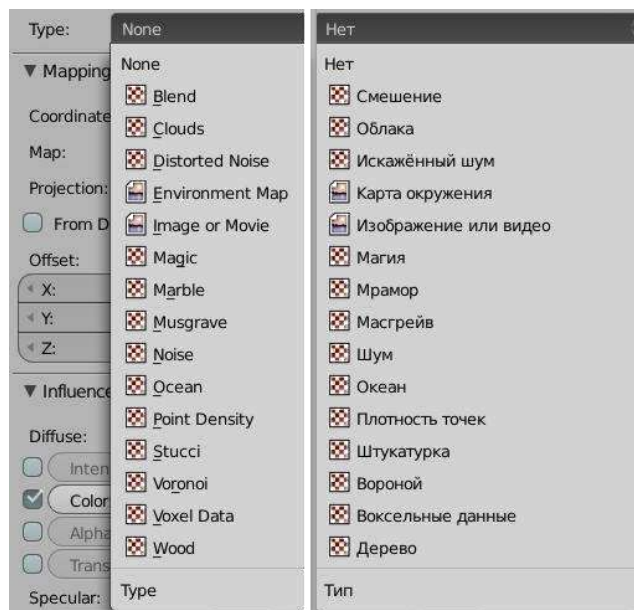 Type:
None
Нет
▼ Mapping
Coordinate
Map:
Projection:
From D
Offset:
X:
Y:
Z:
▼ Influence
Diffuse:
Inten
Color
Alpha
Trans
Specular:
None
Blend
Clouds
Distorted Noise
Environment Map
Image or Movie
Magic
Marble
Musgrave
Noise
Ocean
Point Density
Stucci
Voronoi
Voxel Data
Wood
Type
Нет
Смешение
Облака
Искажённый шум
Карта окружения
Изображение или видео
Магия
Мрамор
Масгрейв
Шум
Океан
Плотность точек
Штукатурка
Вороной
Воксельные данные
Дерево
Тип